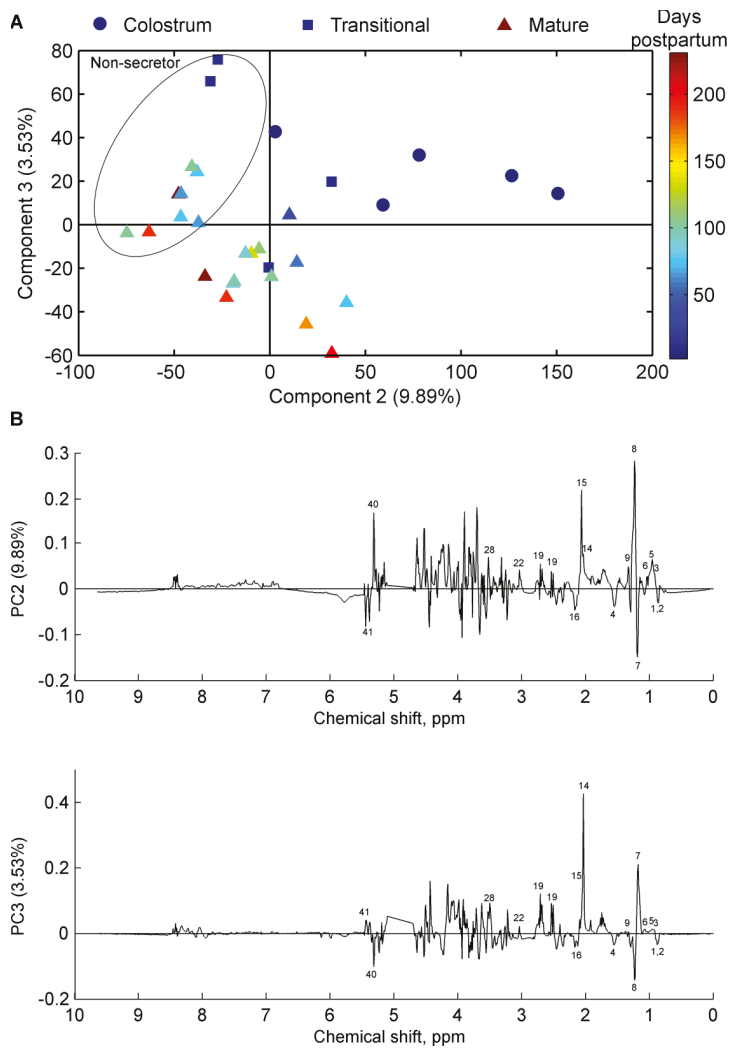 A
Colostrum Transitional Mature
Days
postpartum
Non-secretor
80
60
40
20
0
-20
-40
-60
Component 3 (3.53%)
-100 -50 0 50 100 150 200
Component 2 (9.89%)
200
150
100
50
B
0.3
0.2
0.1
0
-0.1
-0.2
PC2 (9.89%)
41 40 28 22 19 19 16 15 14 4 9 8 7 6 5 3 1,2
10 9 8 7 6 5 4 3 2 1 0
Chemical shift, ppm
0.4
0.2
0
-0.2
PC3 (3.53%)
41 40 28 22 19 19 16 15 14 4 9 8 7 6 5 3 1,2
10 9 8 7 6 5 4 3 2 1 0
Chemical shift, ppm